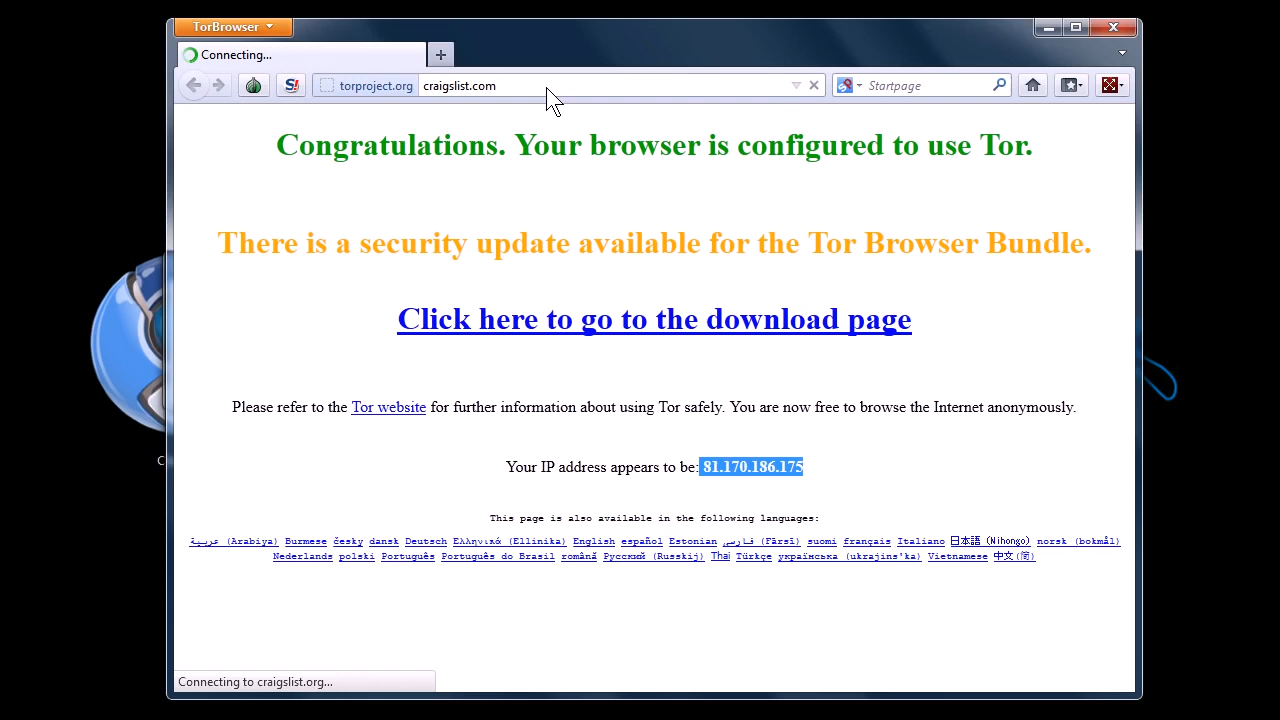 TorBrowser
Connecting...
torproject.org craigslist.com
Startpage
Congratulations. Your browser is configured to use Tor.
There is a security update available for the Tor Browser Bundle.
Click here to go to the download page
Please refer to the Tor website for further information about using Tor safely. You are now free to browse the Internet anonymously.
Your IP address appears to be: 81.170.186.175
This page is also available in the following languages:
عربية (Arabiya) Burmese česky dansk Deutsch Ελληνικά (Ellinika) English español Estonian فارسی (Fārsī) suomi français Italiano 日本語 (Nihongo) norsk (bokmål)
Nederlands polski Português Português do Brasil română Русский (Russkij) Thai Türkçe українська (ukrajins'ka) Vietnamese 中文(简)
C
Connecting to craigslist.org...